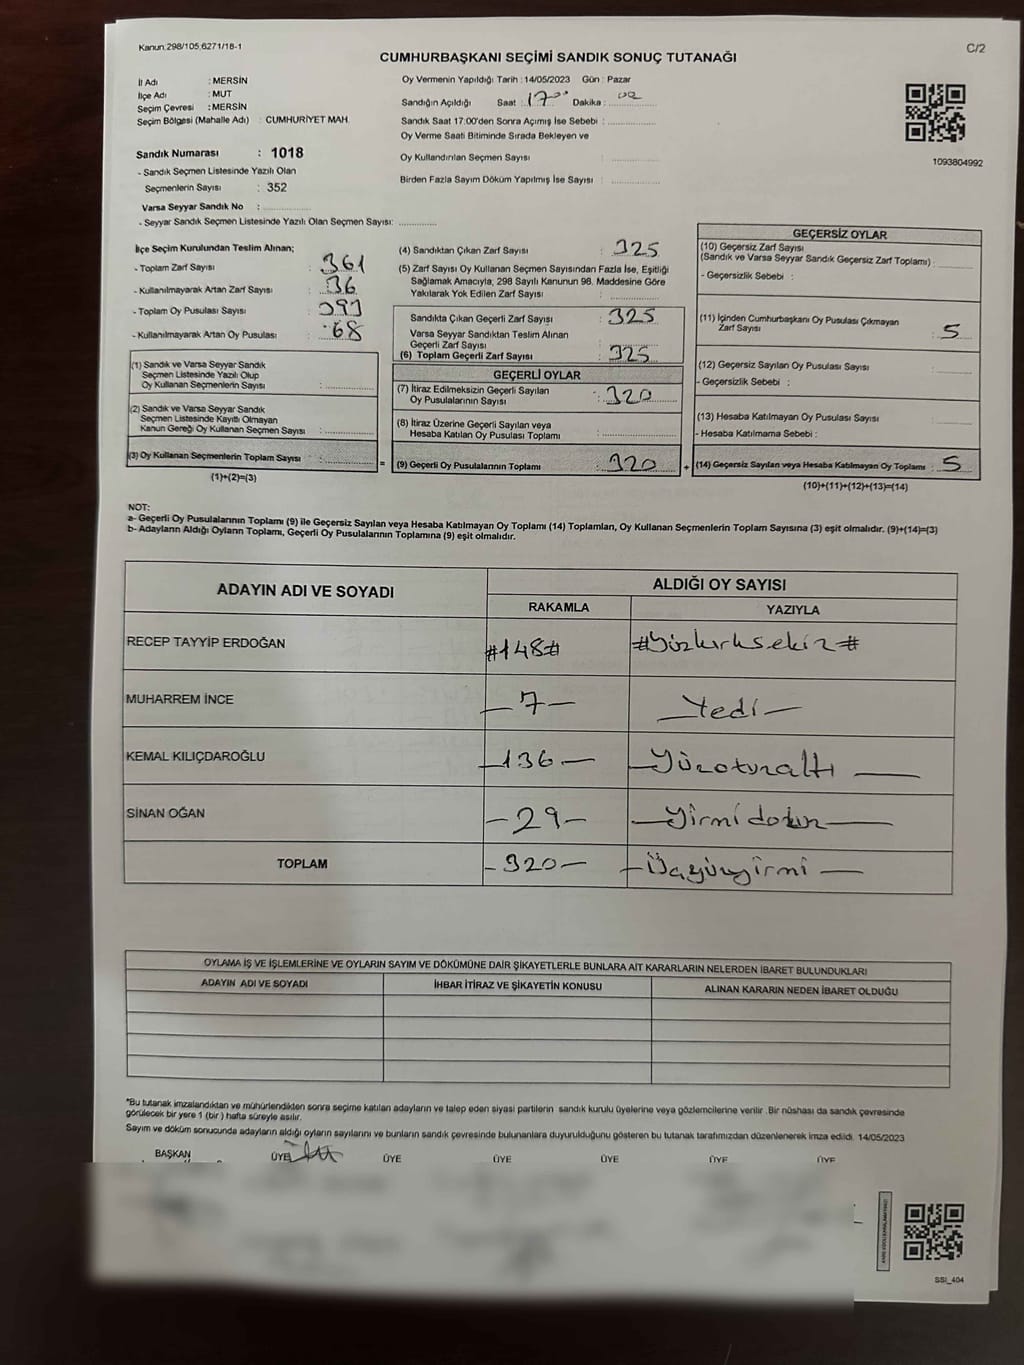 Kanun:298/105,6271/18-1
C/2
CUMHURBAŞKANI SEÇİMİ SANDIK SONUÇ TUTANAĞI
İl Adı : MERSİN
İlçe Adı : MUT
Seçim Çevresi : MERSİN
Seçim Bölgesi (Mahalle Adı) : CUMHURİYET MAH.
Oy Vermenin Yapıldığı Tarih : 14/05/2023 Gün : Pazar
Sandığın Açıldığı Saat : 17⁰⁰ Dakika : 00
Sandık Saat 17.00'den Sonra Açımış İse Sebebi :
Oy Verme Saati Bitiminde Sırada Bekleyen ve
Oy Kullandırılan Seçmen Sayısı :
Birden Fazla Sayım Döküm Yapılmış İse Sayısı :
1093804992
Sandık Numarası : 1018
- Sandık Seçmen Listesinde Yazılı Olan
Seçmenlerin Sayısı : 352
Varsa Seyyar Sandık No :
- Seyyar Sandık Seçmen Listesinde Yazılı Olan Seçmen Sayısı:
İlçe Seçim Kurulundan Teslim Alınan;
- Toplam Zarf Sayısı : 361
- Kullanılmayarak Artan Zarf Sayısı : 36
- Toplam Oy Pusulası Sayısı : 393
- Kullanılmayarak Artan Oy Pusulası : 68
(1) Sandık ve Varsa Seyyar Sandık
Seçmen Listesinde Yazılı Olup
Oy Kullanan Seçmenlerin Sayısı :
(2) Sandık ve Varsa Seyyar Sandık
Seçmen Listesinde Kayıtlı Olmayan
Kanun Gereği Oy Kullanan Seçmen Sayısı :
(3) Oy Kullanan Seçmenlerin Toplam Sayısı :
(1)+(2)=(3)
(4) Sandıktan Çıkan Zarf Sayısı : 325
(5) Zarf Sayısı Oy Kullanan Seçmen Sayısından Fazla İse, Eşitliği
Sağlamak Amacıyla, 298 Sayılı Kanunun 98. Maddesine Göre
Yakılarak Yok Edilen Zarf Sayısı :
Sandıkta Çıkan Geçerli Zarf Sayısı : 325
Varsa Seyyar Sandıktan Teslim Alınan
Geçerli Zarf Sayısı :
(6) Toplam Geçerli Zarf Sayısı : 325
GEÇERLİ OYLAR
(7) İtiraz Edilmeksizin Geçerli Sayılan
Oy Pusulalarının Sayısı : 320
(8) İtiraz Üzerine Geçerli Sayılan veya
Hesaba Katılan Oy Pusulası Toplamı :
= (9) Geçerli Oy Pusulalarının Toplamı : 320
GEÇERSİZ OYLAR
(10) Geçersiz Zarf Sayısı
(Sandık ve Varsa Seyyar Sandık Geçersiz Zarf Toplamı) :
- Geçersizlik Sebebi :
(11) İçinden Cumhurbaşkanı Oy Pusulası Çıkmayan
Zarf Sayısı : 5
(12) Geçersiz Sayılan Oy Pusulası Sayısı :
- Geçersizlik Sebebi :
(13) Hesaba Katılmayan Oy Pusulası Sayısı :
- Hesaba Katılmama Sebebi :
+ (14) Geçersiz Sayılan veya Hesaba Katılmayan Oy Toplamı : 5
(10)+(11)+(12)+(13)=(14)
NOT:
a- Geçerli Oy Pusulalarının Toplamı (9) ile Geçersiz Sayılan veya Hesaba Katılmayan Oy Toplamı (14) Toplamları, Oy Kullanan Seçmenlerin Toplam Sayısına (3) eşit olmalıdır. (9)+(14)=(3)
b- Adayların Aldığı Oyların Toplamı, Geçerli Oy Pusulalarının Toplamına (9) eşit olmalıdır.
ADAYIN ADI VE SOYADI
ALDIĞI OY SAYISI
RAKAMLA YAZIYLA
RECEP TAYYİP ERDOĞAN #148# #Yüzkırksekiz#
MUHARREM İNCE -7- -Yedi-
KEMAL KILIÇDAROĞLU -136- -Yüzotuzaltı-
SİNAN OĞAN -29- -Yirmidokuz-
TOPLAM -320- -Üçyüzyirmi-
OYLAMA İŞ VE İŞLEMLERİNE VE OYLARIN SAYIM VE DÖKÜMÜNE DAİR ŞİKAYETLERLE BUNLARA AİT KARARLARIN NELERDEN İBARET BULUNDUKLARI
ADAYIN ADI VE SOYADI İHBAR İTİRAZ VE ŞİKAYETİN KONUSU ALINAN KARARIN NEDEN İBARET OLDUĞU
*Bu tutanak imzalandıktan ve mühürlendikten sonra seçime katılan adayların ve talep eden siyasi partilerin sandık kurulu üyelerine veya gözlemcilerine verilir .Bir nüshası da sandık çevresinde
görülecek bir yere 1 (bir ) hafta süreyle asılır.
Sayım ve döküm sonucunda adayların aldığı oyların sayılarını ve bunların sandık çevresinde bulunanlara duyurulduğunu gösteren bu tutanak tarafımızdan düzenlenerek imza edildi. 14/05/2023
BAŞKAN ÜYE ÜYE ÜYE ÜYE ÜYE ÜYE
SSI_404